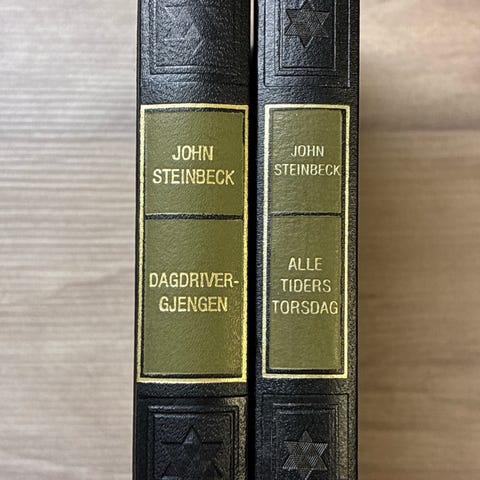 JOHN
STEINBECK
DAGDRIVER-
GJENGEN
JOHN
STEINBECK
ALLE
TIDERS
TORSDAG